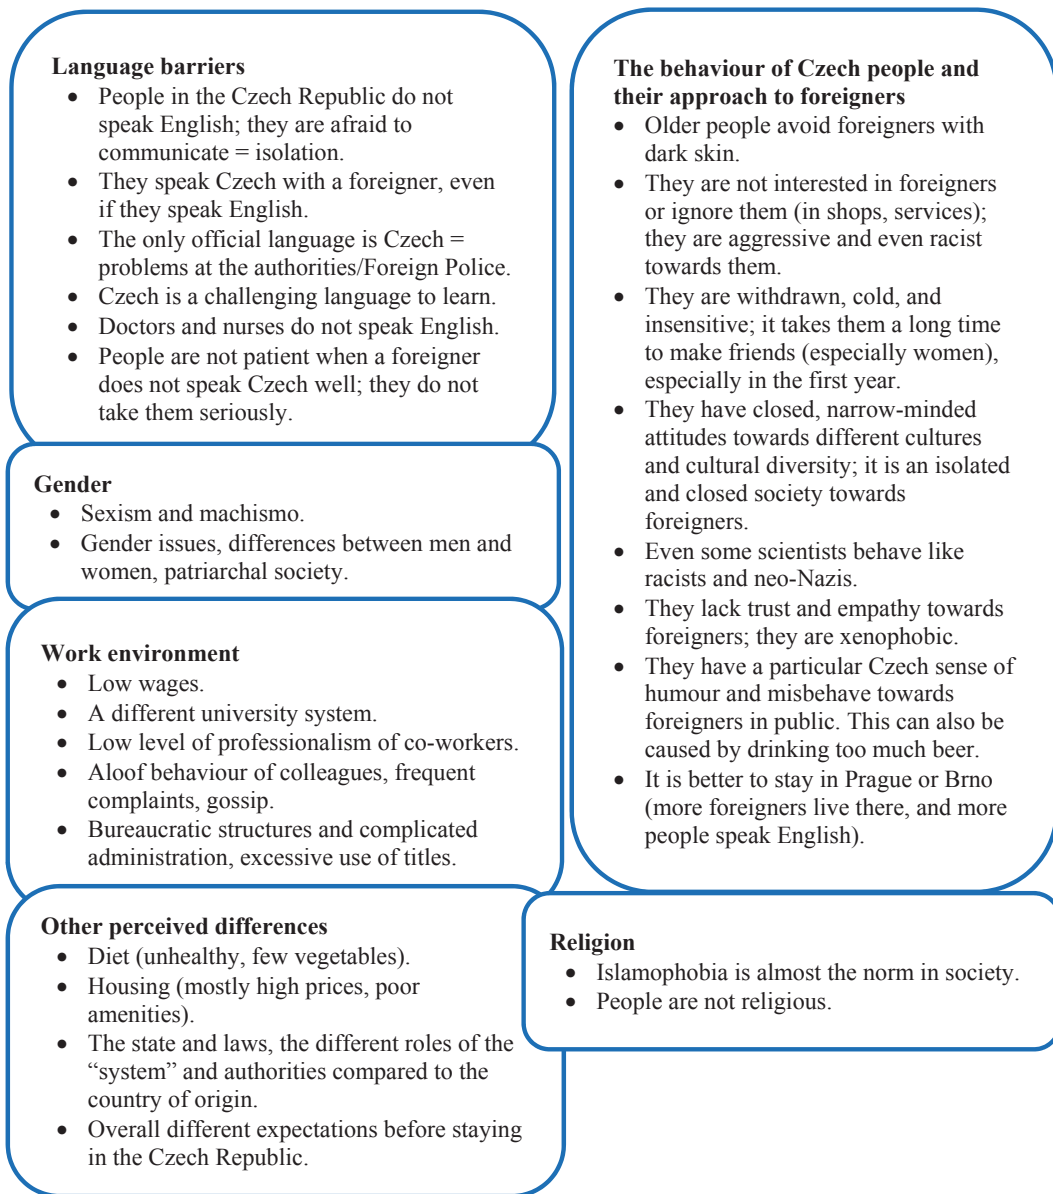 Language barriers
• People in the Czech Republic do not
speak English; they are afraid to
communicate = isolation.
• They speak Czech with a foreigner, even
if they speak English.
• The only official language is Czech =
problems at the authorities/Foreign Police.
• Czech is a challenging language to learn.
• Doctors and nurses do not speak English.
• People are not patient when a foreigner
does not speak Czech well; they do not
take them seriously.
Gender
• Sexism and machismo.
• Gender issues, differences between men and
women, patriarchal society.
Work environment
• Low wages.
• A different university system.
• Low level of professionalism of co-workers.
• Aloof behaviour of colleagues, frequent
complaints, gossip.
• Bureaucratic structures and complicated
administration, excessive use of titles.
Other perceived differences
• Diet (unhealthy, few vegetables).
• Housing (mostly high prices, poor
amenities).
• The state and laws, the different roles of the
“system” and authorities compared to the
country of origin.
• Overall different expectations before staying
in the Czech Republic.
The behaviour of Czech people and
their approach to foreigners
• Older people avoid foreigners with
dark skin.
• They are not interested in foreigners
or ignore them (in shops, services);
they are aggressive and even racist
towards them.
• They are withdrawn, cold, and
insensitive; it takes them a long time
to make friends (especially women),
especially in the first year.
• They have closed, narrow-minded
attitudes towards different cultures
and cultural diversity; it is an isolated
and closed society towards
foreigners.
• Even some scientists behave like
racists and neo-Nazis.
• They lack trust and empathy towards
foreigners; they are xenophobic.
• They have a particular Czech sense of
humour and misbehave towards
foreigners in public. This can also be
caused by drinking too much beer.
• It is better to stay in Prague or Brno
(more foreigners live there, and more
people speak English).
Religion
• Islamophobia is almost the norm in society.
• People are not religious.